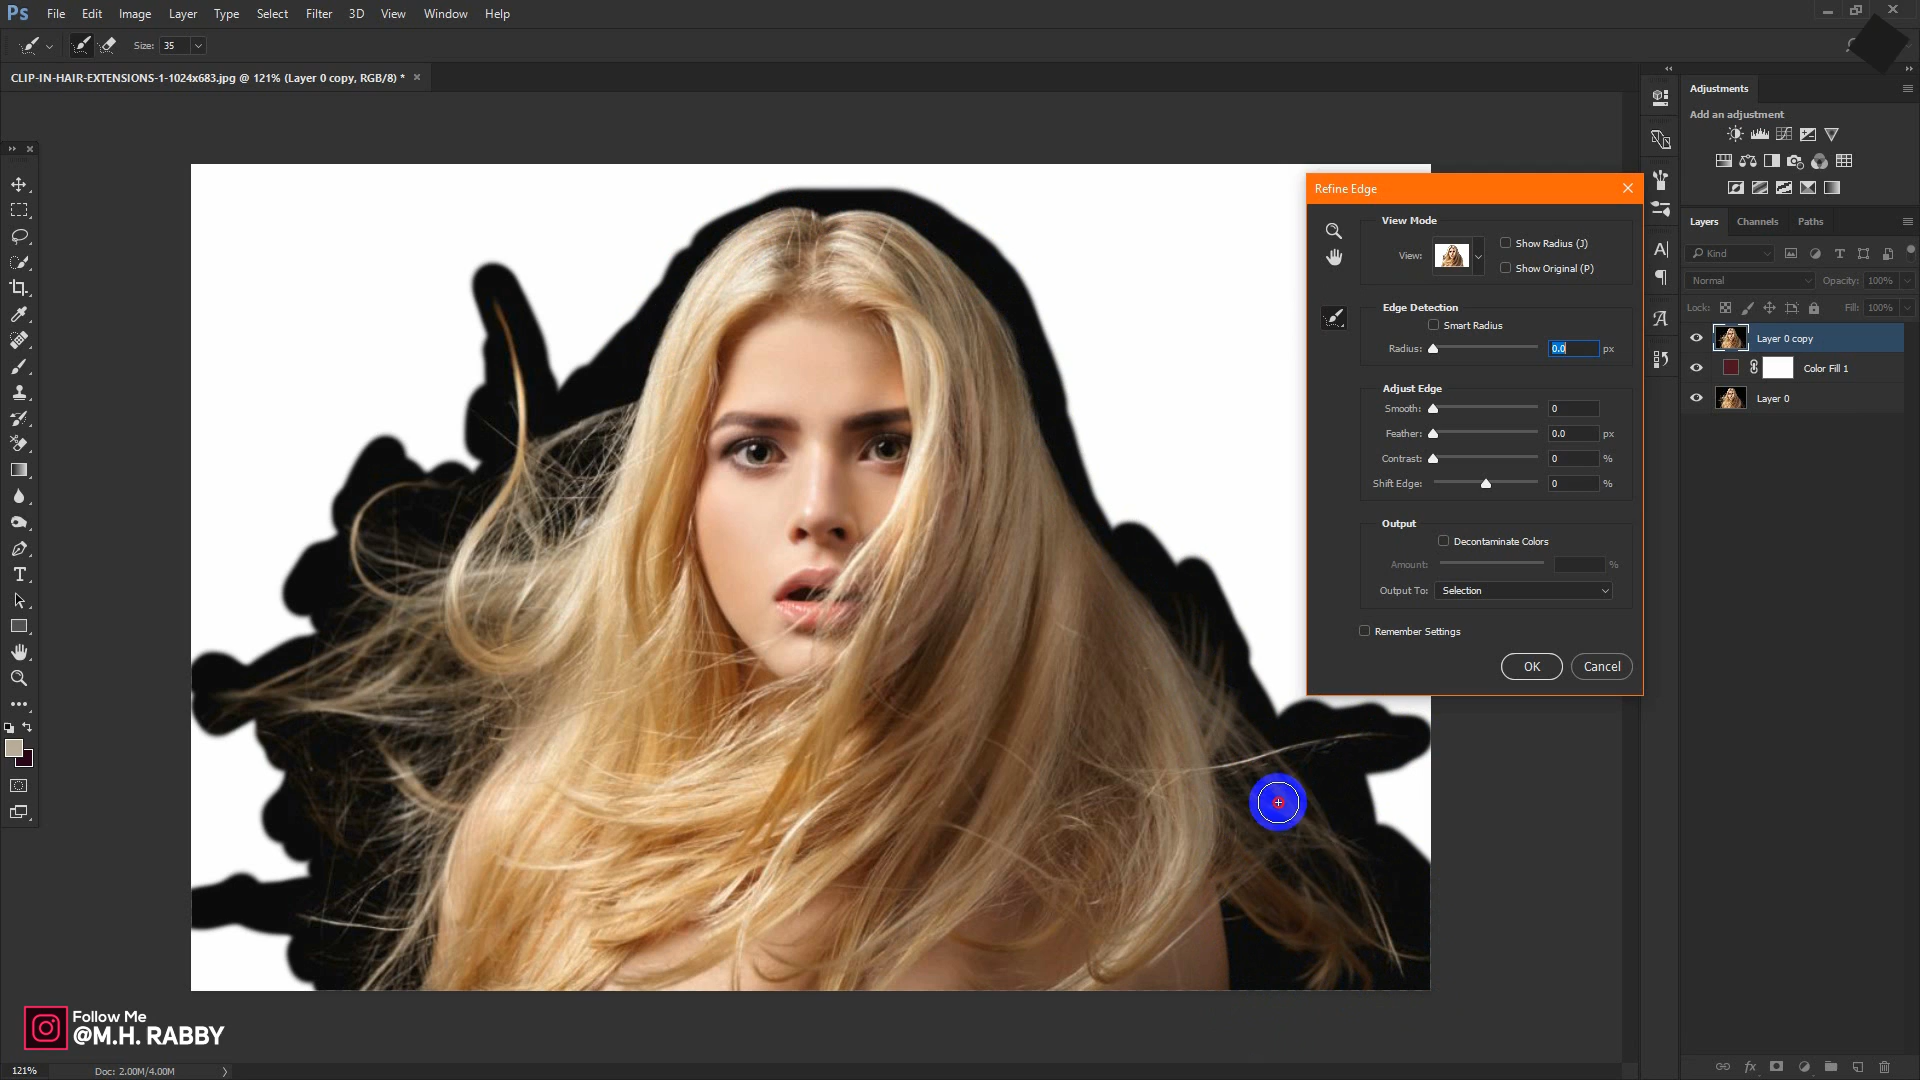 Ps File Edit Image Layer Type Select Filter 3D View Window Help
Size: 35
CLIP-IN-HAIR-EXTENSIONS-1-1024x683.jpg @ 121% (Layer 0 copy, RGB/8) *
Adjustments
Add an adjustment
Refine Edge
View Mode
View:
Show Radius (J)
Show Original (P)
Edge Detection
Smart Radius
Radius: 0.0 px
Adjust Edge
Smooth: 0
Feather: 0.0 px
Contrast: 0 %
Shift Edge: 0 %
Output
Decontaminate Colors
Amount: %
Output To: Selection
Remember Settings
OK Cancel
Layers Channels Paths
Kind
Normal Opacity: 100%
Lock: Fill: 100%
Layer 0 copy
Color Fill 1
Layer 0
Follow Me
@M.H. RABBY
121% Doc: 2.00M/4.00M